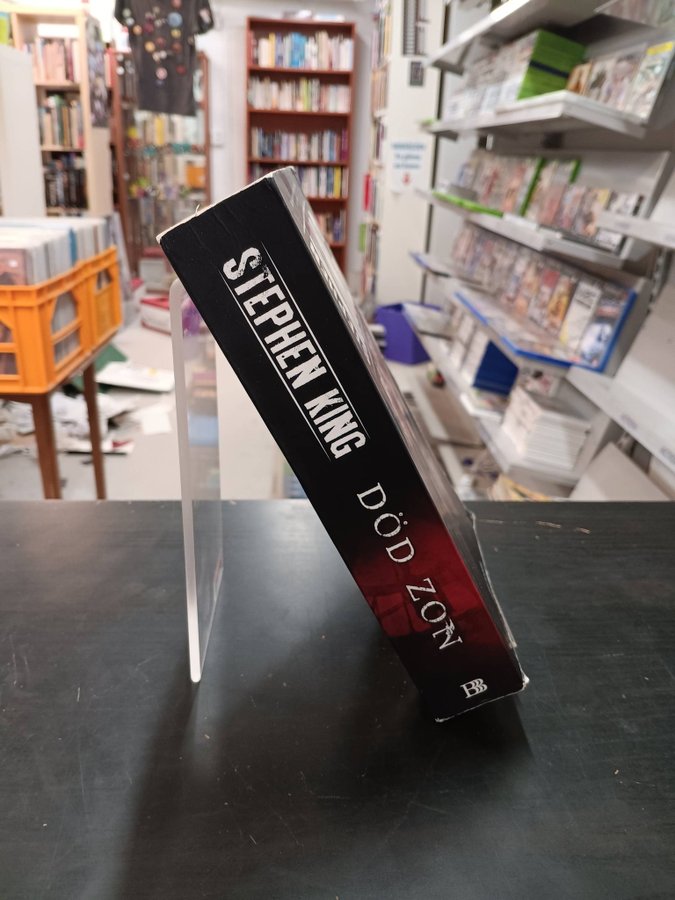 STEPHEN KING
DÖD ZON
BB